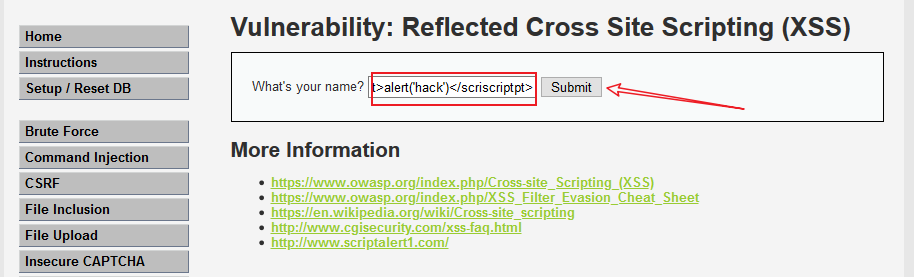 Home
Instructions
Setup / Reset DB
Brute Force
Command Injection
CSRF
File Inclusion
File Upload
Insecure CAPTCHA
Vulnerability: Reflected Cross Site Scripting (XSS)
What's your name? t>alert('hack')</scriscriptpt> Submit
More Information
https://www.owasp.org/index.php/Cross-site_Scripting_(XSS)
https://www.owasp.org/index.php/XSS_Filter_Evasion_Cheat_Sheet
https://en.wikipedia.org/wiki/Cross-site_scripting
http://www.cgisecurity.com/xss-faq.html
http://www.scriptalert1.com/